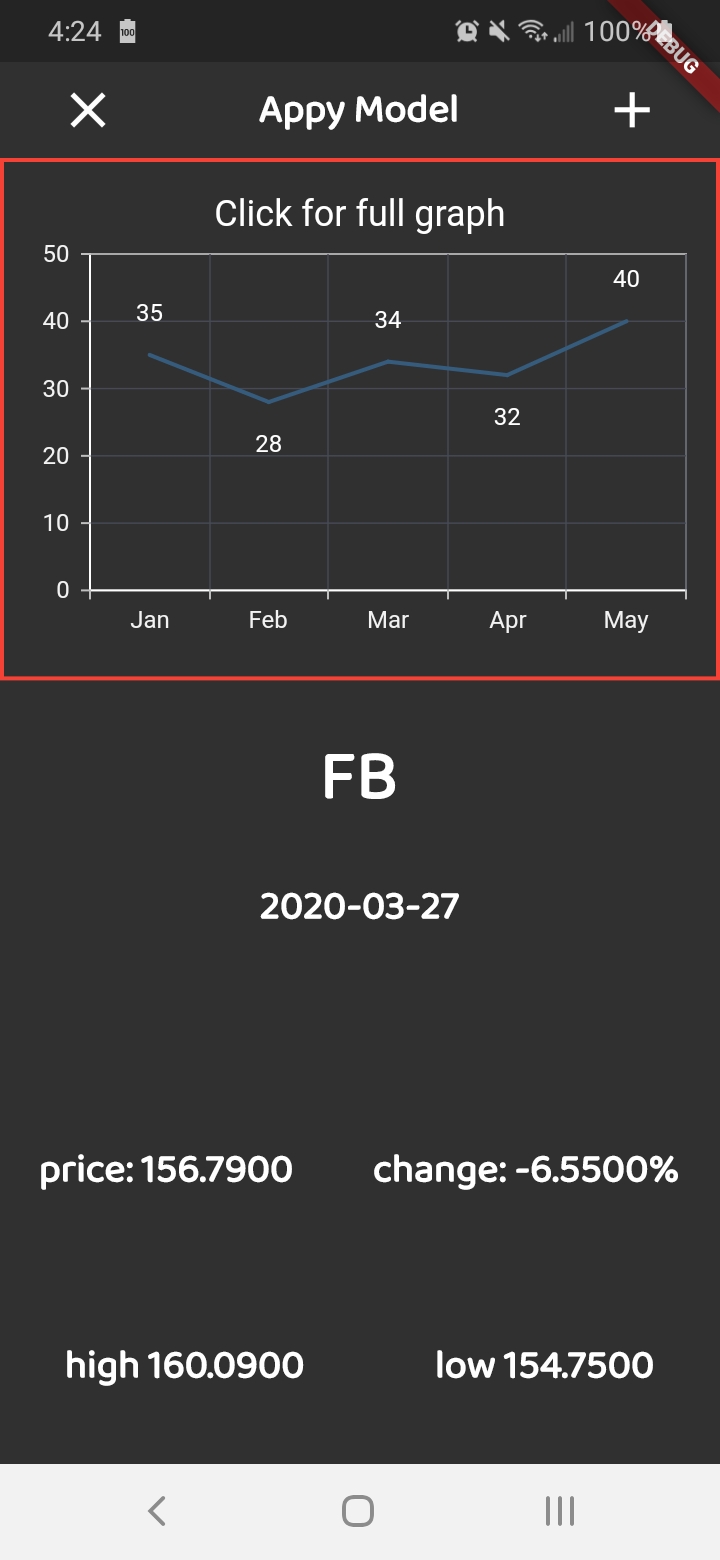 4:24 100 100%
DEBUG
Appy Model
Click for full graph
50
40
30
20
10
0
35
28
34
32
40
Jan Feb Mar Apr May
FB
2020-03-27
price: 156.7900 change: -6.5500%
high 160.0900 low 154.7500